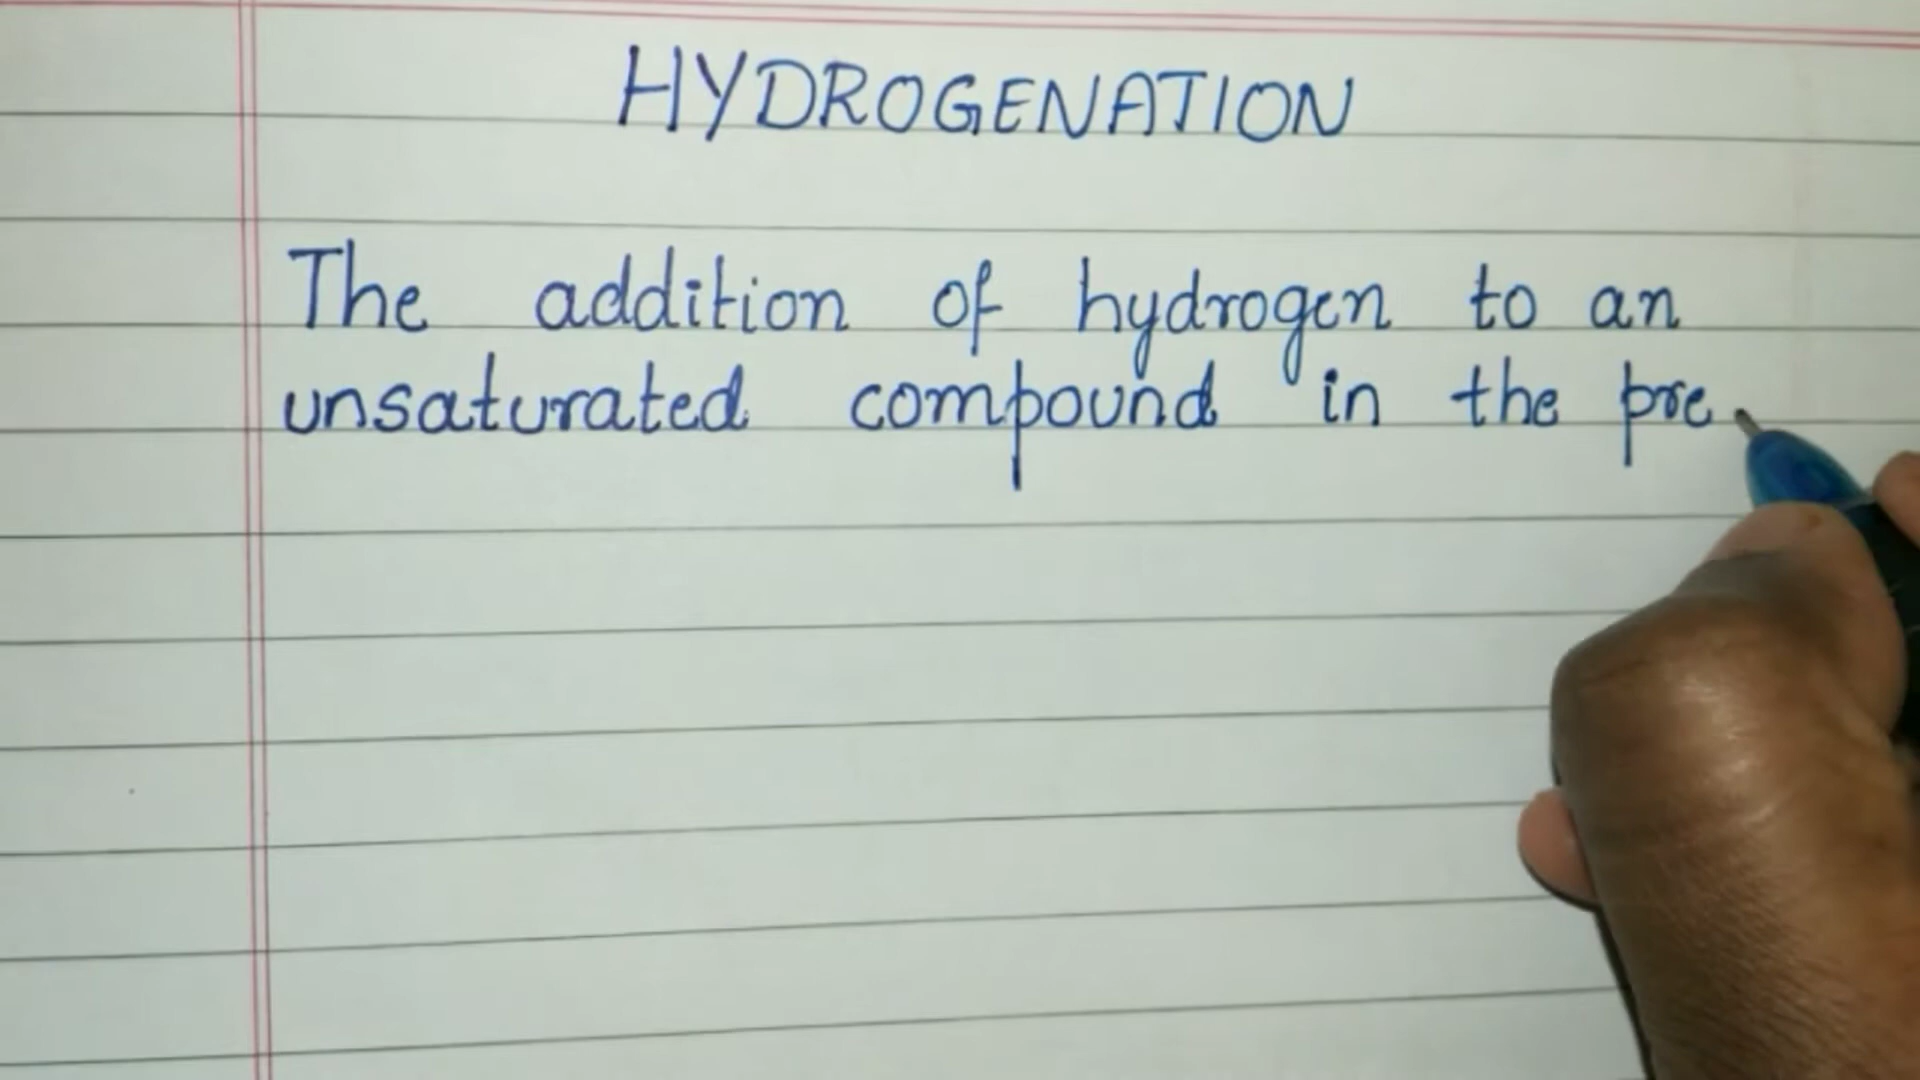 HYDROGENATION
The addition of hydrogen to an
unsaturated compound in the pre